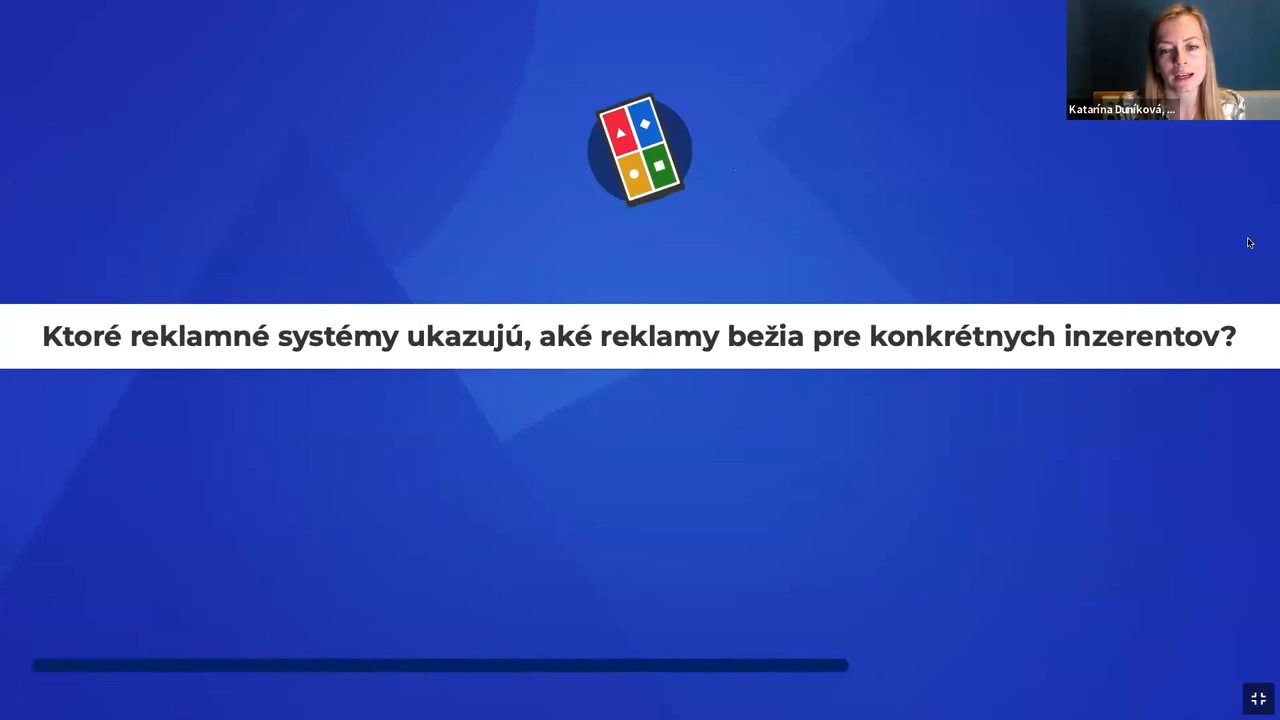 Katarína Duníková, ...
Ktoré reklamné systémy ukazujú, aké reklamy bežia pre konkrétnych inzerentov?